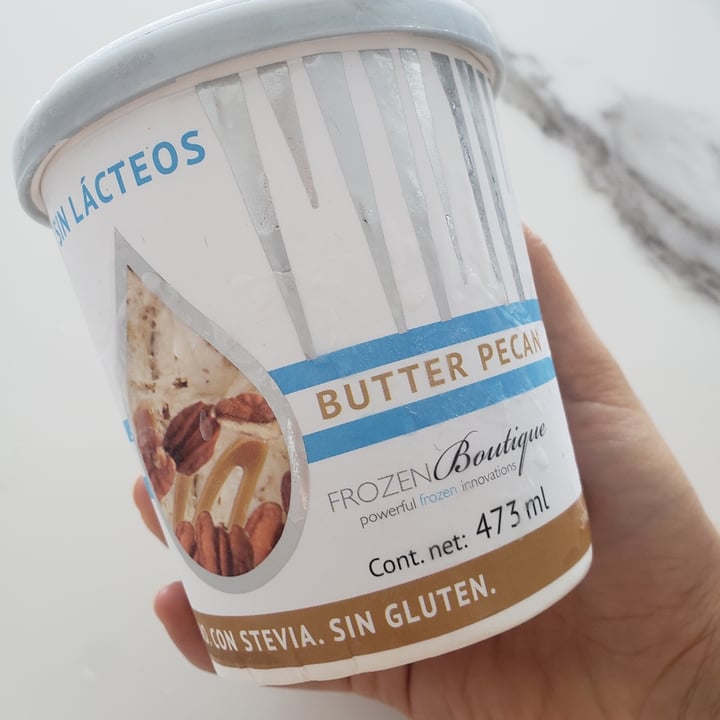 SIN LÁCTEOS
BUTTER PECAN
FROZEN Boutique
powerful frozen innovations
Cont. net: 473 ml
CON STEVIA. SIN GLUTEN.